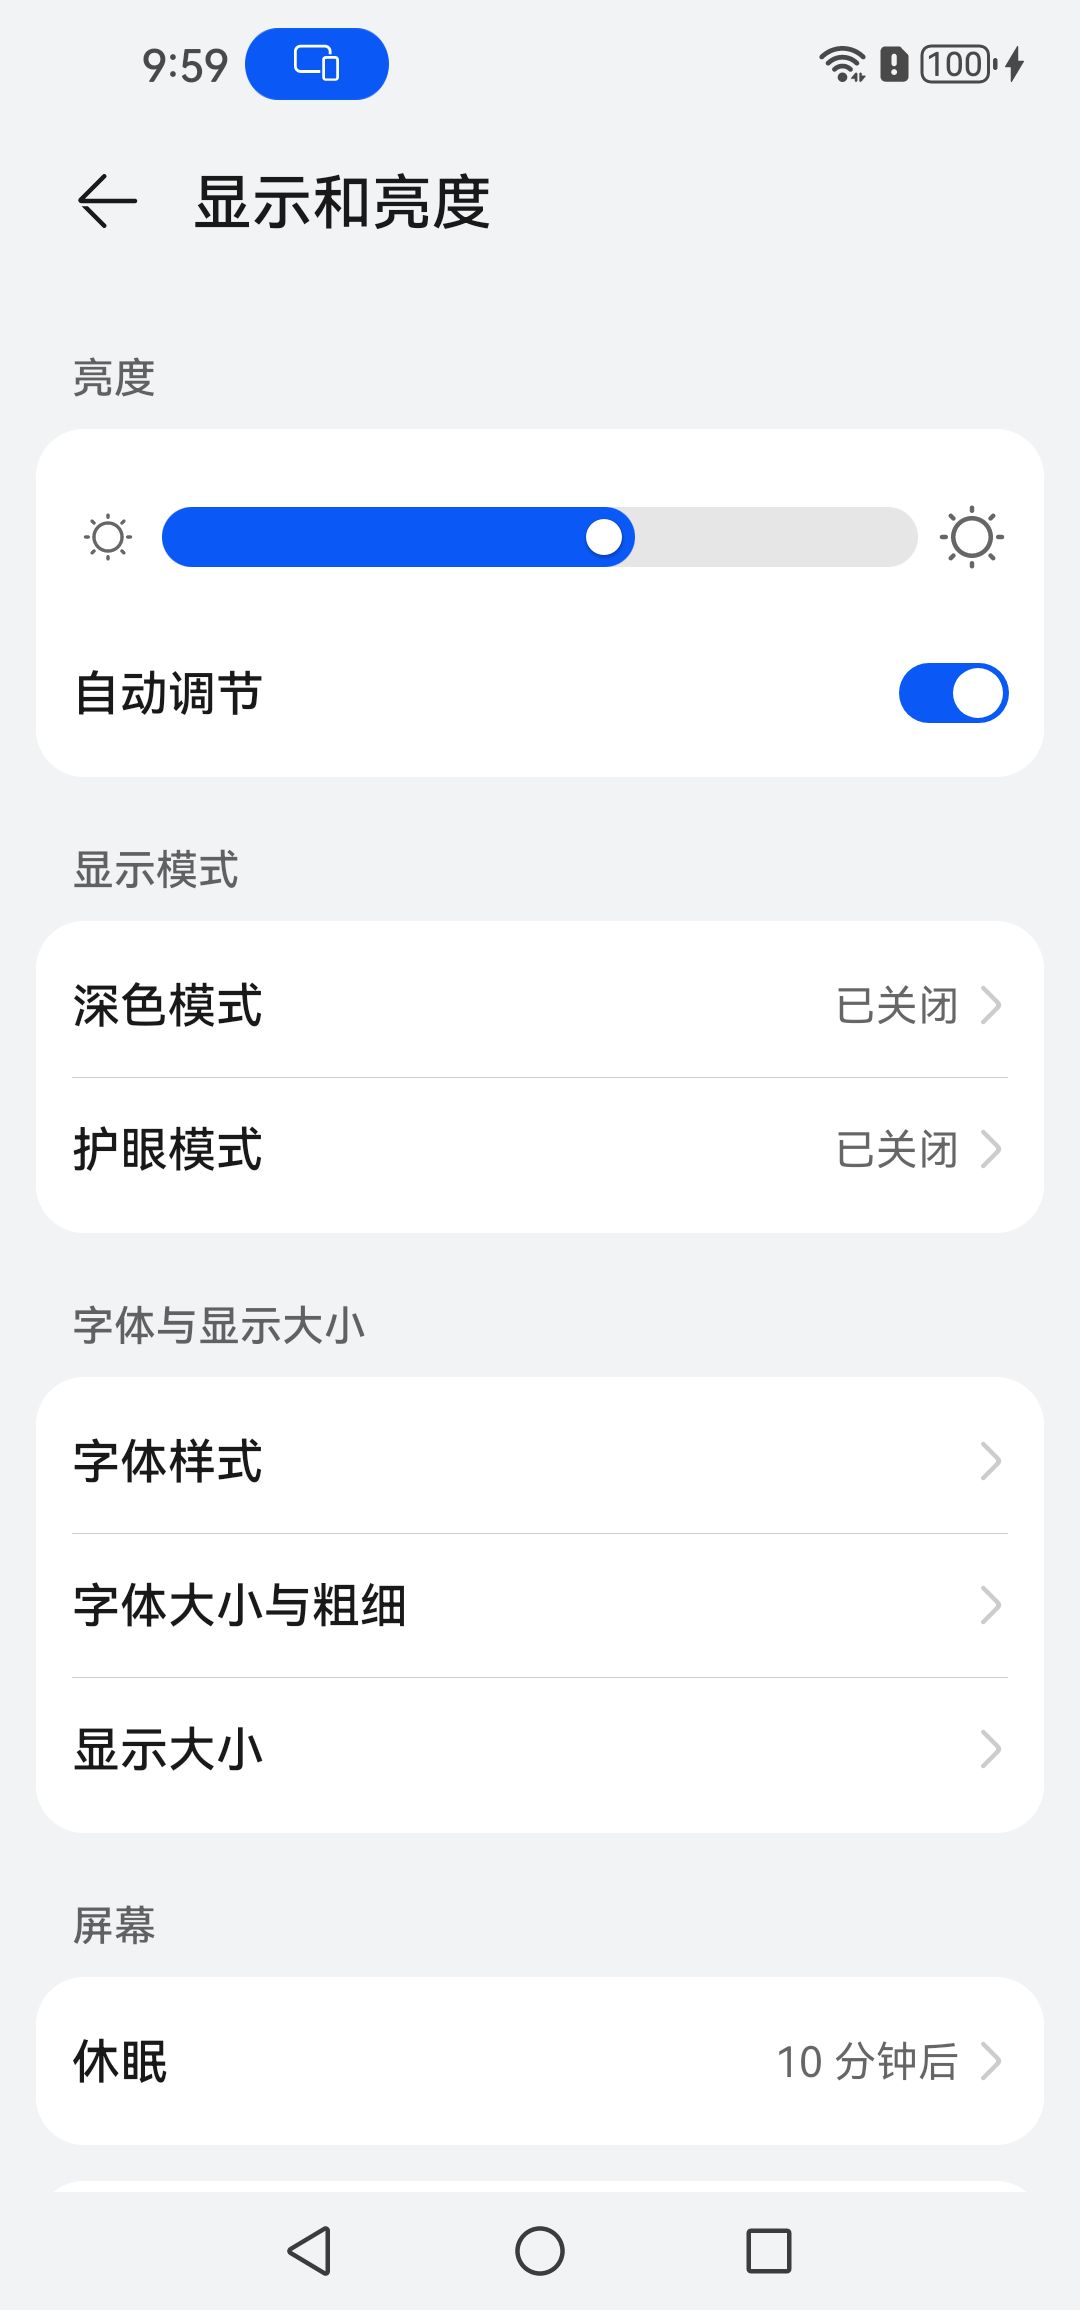 9:59
100
显示和亮度
亮度
自动调节
显示模式
深色模式
已关闭
护眼模式
已关闭
字体与显示大小
字体样式
字体大小与粗细
显示大小
屏幕
休眠
10 分钟后